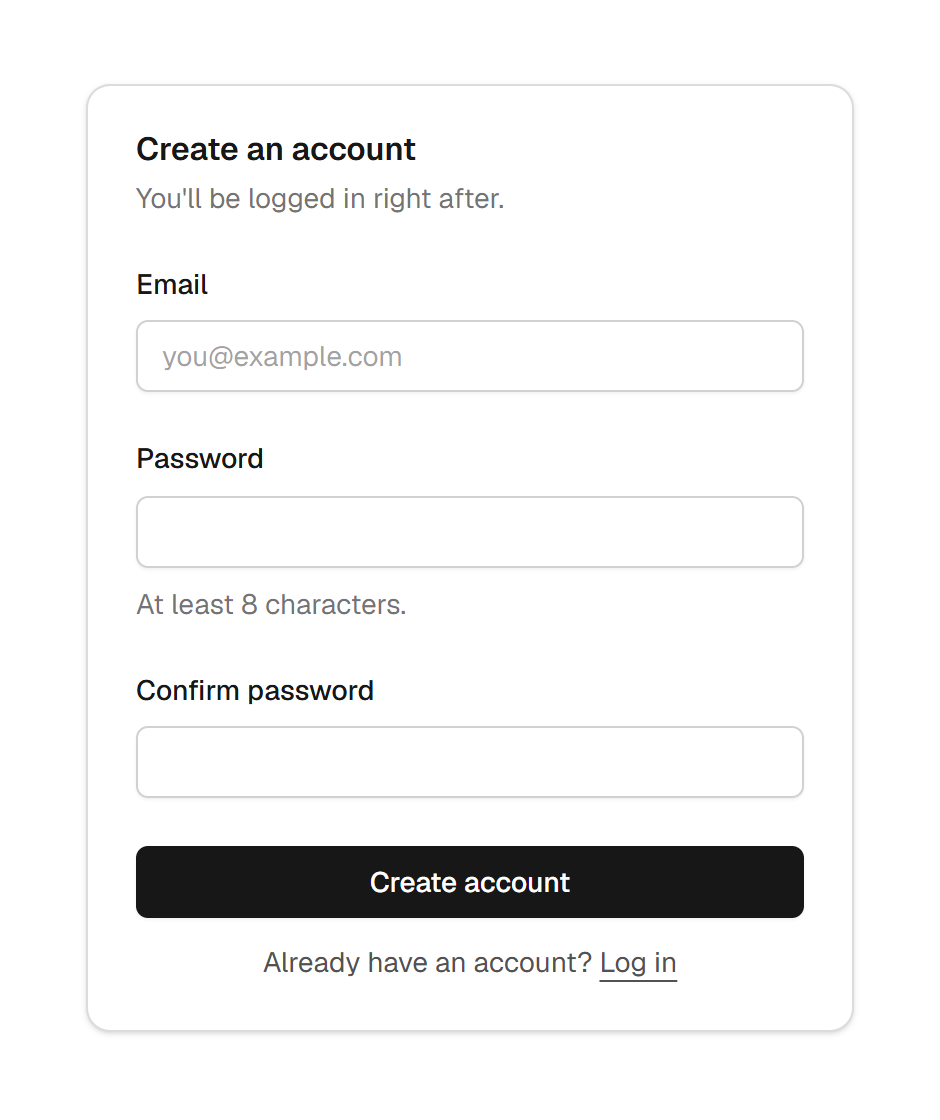 Create an account
You'll be logged in right after.
Email
you@example.com
Password
At least 8 characters.
Confirm password
Create account
Already have an account? Log in